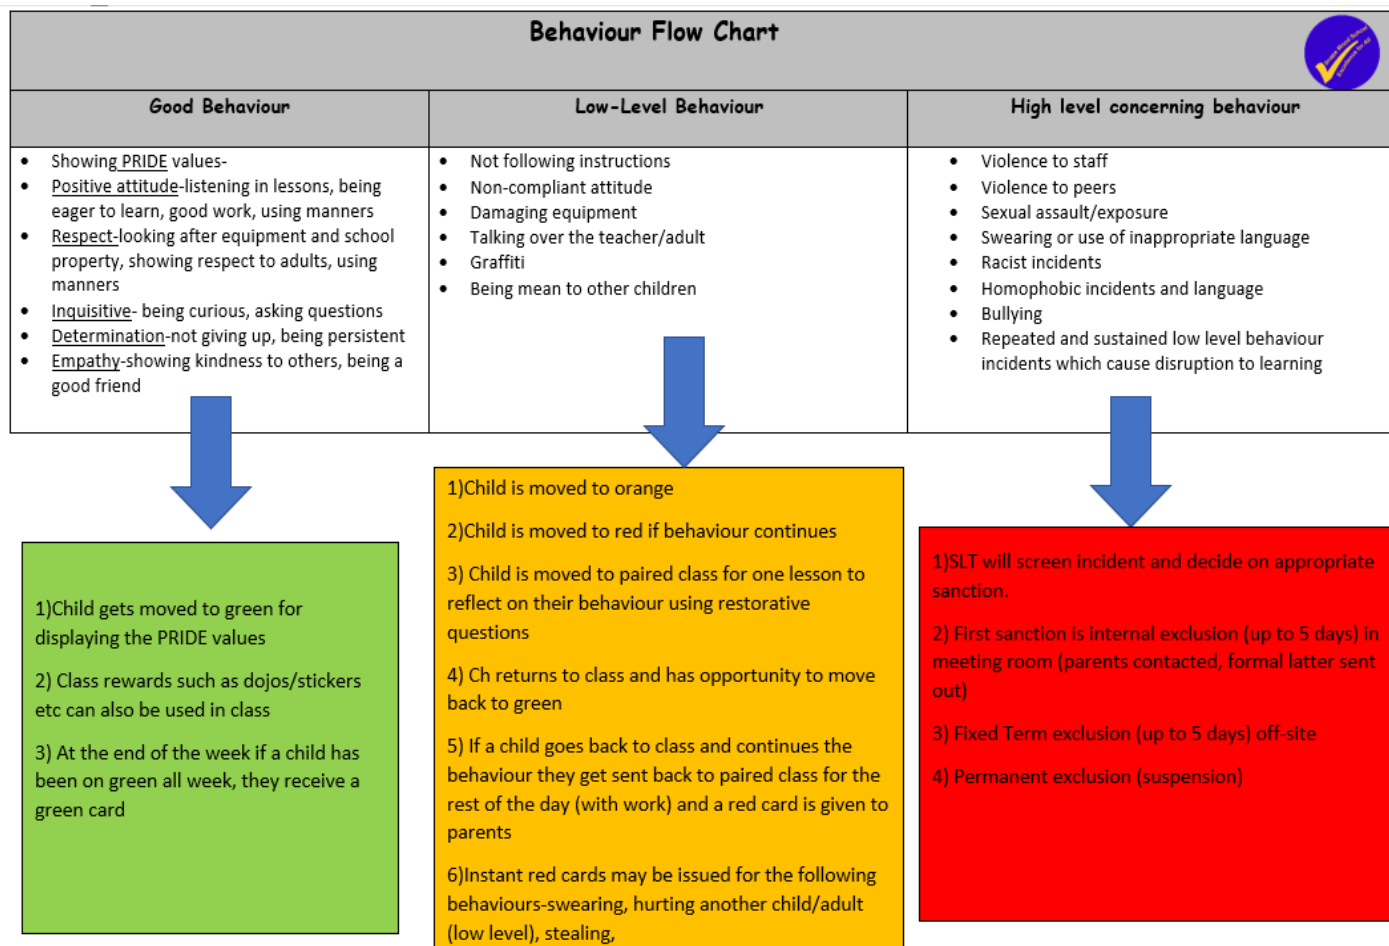 Behaviour Flow Chart
Excellence for All
Good Behaviour
Low-Level Behaviour
High level concerning behaviour
• Showing PRIDE values-
• Positive attitude-listening in lessons, being
eager to learn, good work, using manners
• Respect-looking after equipment and school
property, showing respect to adults, using
manners
• Inquisitive- being curious, asking questions
• Determination-not giving up, being persistent
• Empathy-showing kindness to others, being a
good friend
• Not following instructions
• Non-compliant attitude
• Damaging equipment
• Talking over the teacher/adult
• Graffiti
• Being mean to other children
• Violence to staff
• Violence to peers
• Sexual assault/exposure
• Swearing or use of inappropriate language
• Racist incidents
• Homophobic incidents and language
• Bullying
• Repeated and sustained low level behaviour
incidents which cause disruption to learning
1)Child gets moved to green for
displaying the PRIDE values
2) Class rewards such as dojos/stickers
etc can also be used in class
3) At the end of the week if a child has
been on green all week, they receive a
green card
1)Child is moved to orange
2)Child is moved to red if behaviour continues
3) Child is moved to paired class for one lesson to
reflect on their behaviour using restorative
questions
4) Ch returns to class and has opportunity to move
back to green
5) If a child goes back to class and continues the
behaviour they get sent back to paired class for the
rest of the day (with work) and a red card is given to
parents
6)Instant red cards may be issued for the following
behaviours-swearing, hurting another child/adult
(low level), stealing,
1)SLT will screen incident and decide on appropriate
sanction.
2) First sanction is internal exclusion (up to 5 days) in
meeting room (parents contacted, formal latter sent
out)
3) Fixed Term exclusion (up to 5 days) off-site
4) Permanent exclusion (suspension)